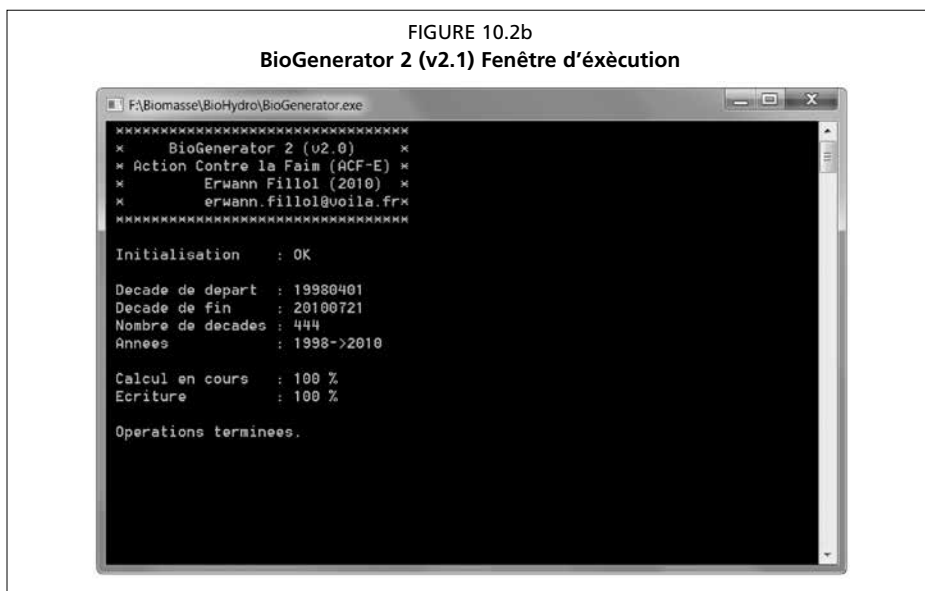 FIGURE 10.2b
BioGenerator 2 (v2.1) Fenêtre d'éxècution
F:\Biomasse\BioHydro\BioGenerator.exe
*********************************
* BioGenerator 2 (v2.0) *
* Action Contre la Faim (ACF-E) *
* Erwann Fillol (2010) *
* erwann.fillol@voila.fr*
*********************************
Initialisation : OK
Decade de depart : 19980401
Decade de fin : 20100721
Nombre de decades : 444
Annees : 1998->2010
Calcul en cours : 100 %
Ecriture : 100 %
Operations terminees.